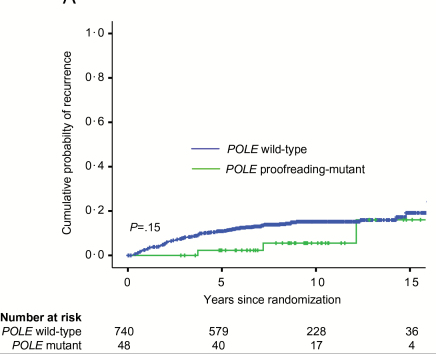 A
1·0
0·8
0·6
0·4
0·2
0·0
Cumulative probabilty of recurrence
POLE wild-type
POLE proofreading-mutant
P=.15
0 5 10 15
Years since randomization
Number at risk
POLE wild-type 740 579 228 36
POLE mutant 48 40 17 4